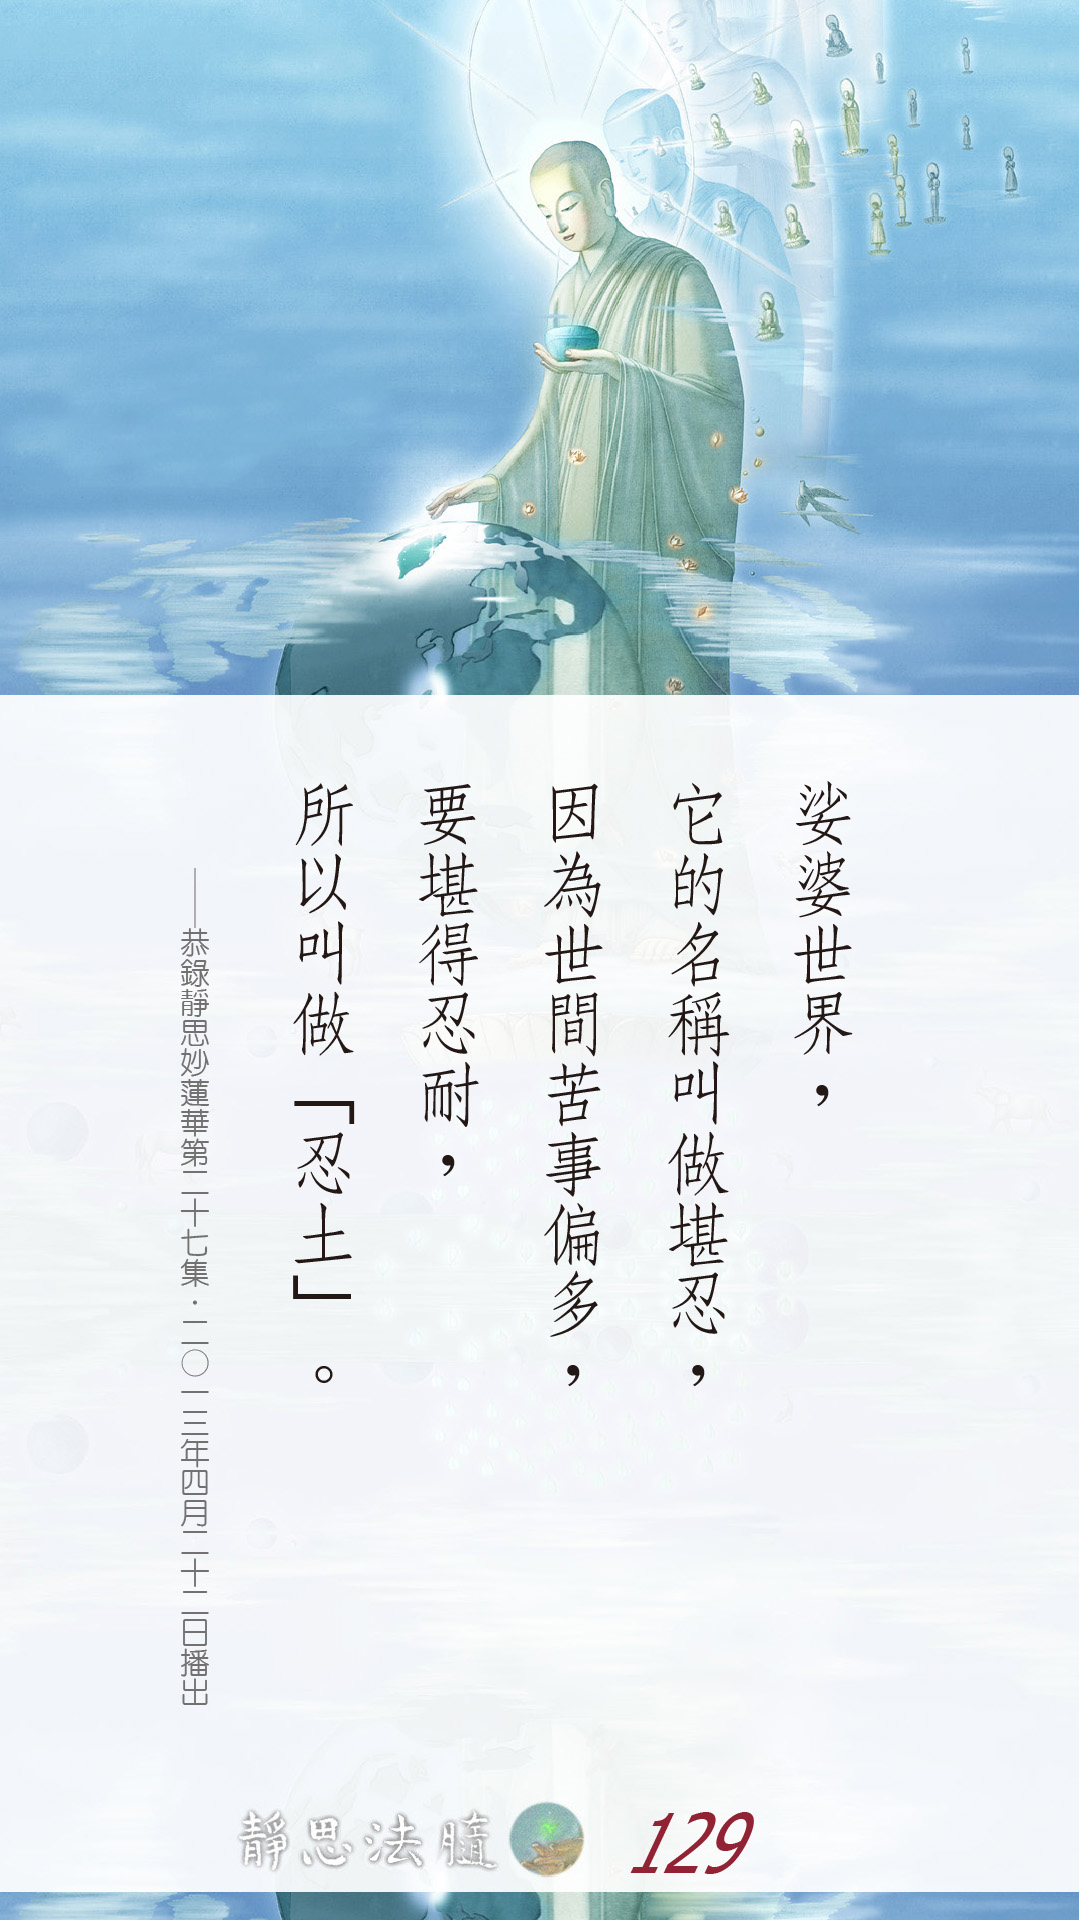 娑婆世界，
它的名稱叫做堪忍，
因為世間苦事偏多，
要堪得忍耐，
所以叫做「忍土」。
——恭錄靜思妙蓮華第二十七集．二〇一三年四月二十二日播出
靜思法髓
129